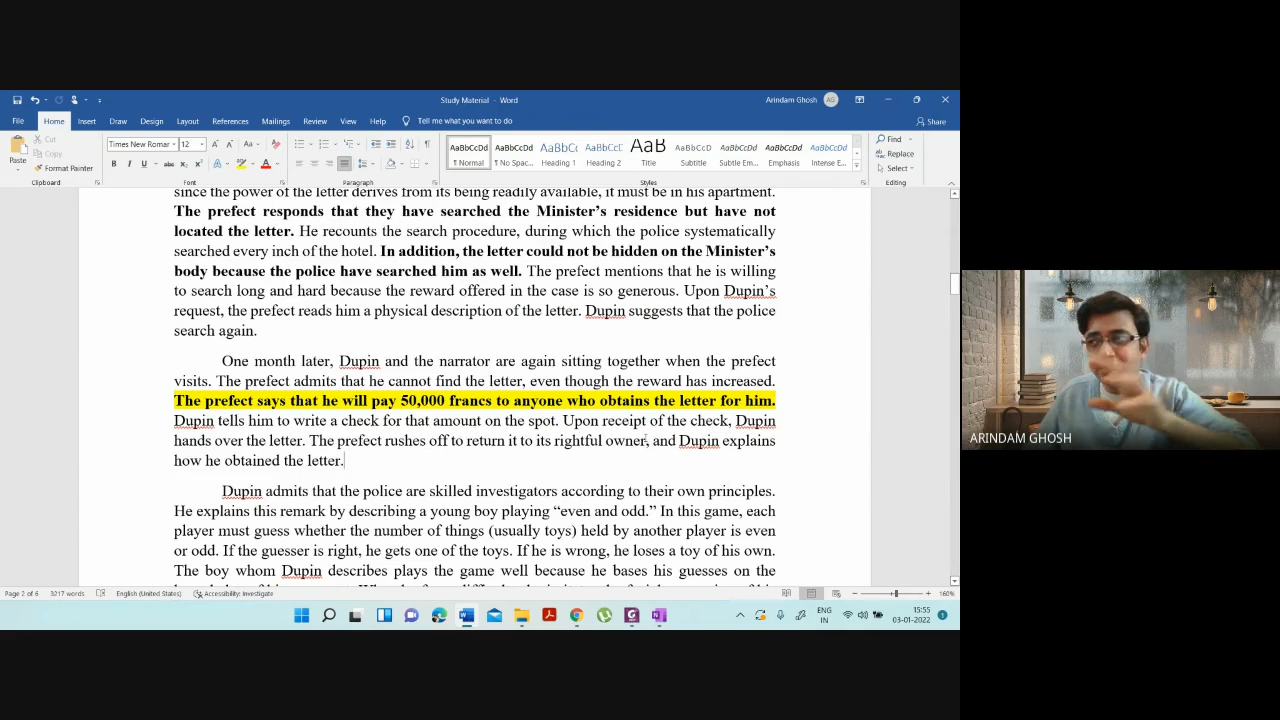 Study Material - Word
Arindam Ghosh AG
File Home Insert Draw Design Layout References Mailings Review View Help Tell me what you want to do Share
Paste Cut Copy Format Painter
Times New Romar 12
AaBbCcDd AaBbCcDd AaBbCc AaBbCcE AaB AaBbCcDd AaBbCcDd AaBbCcDd AaBbCcDd
¶ Normal ¶ No Spac... Heading 1 Heading 2 Title Subtitle Subtle Em... Emphasis Intense E...
Find Replace Select
Clipboard Font Paragraph Styles Editing
since the power of the letter derives from its being readily available, it must be in his apartment.
The prefect responds that they have searched the Minister's residence but have not
located the letter. He recounts the search procedure, during which the police systematically
searched every inch of the hotel. In addition, the letter could not be hidden on the Minister's
body because the police have searched him as well. The prefect mentions that he is willing
to search long and hard because the reward offered in the case is so generous. Upon Dupin's
request, the prefect reads him a physical description of the letter. Dupin suggests that the police
search again.
One month later, Dupin and the narrator are again sitting together when the prefect
visits. The prefect admits that he cannot find the letter, even though the reward has increased.
The prefect says that he will pay 50,000 francs to anyone who obtains the letter for him.
Dupin tells him to write a check for that amount on the spot. Upon receipt of the check, Dupin
hands over the letter. The prefect rushes off to return it to its rightful owner, and Dupin explains
how he obtained the letter.
Dupin admits that the police are skilled investigators according to their own principles.
He explains this remark by describing a young boy playing “even and odd.” In this game, each
player must guess whether the number of things (usually toys) held by another player is even
or odd. If the guesser is right, he gets one of the toys. If he is wrong, he loses a toy of his own.
The boy whom Dupin describes plays the game well because he bases his guesses on the
Page 2 of 6 3217 words English (United States) Accessibility: Investigate 160%
ENG IN 15:55 03-01-2022
ARINDAM GHOSH